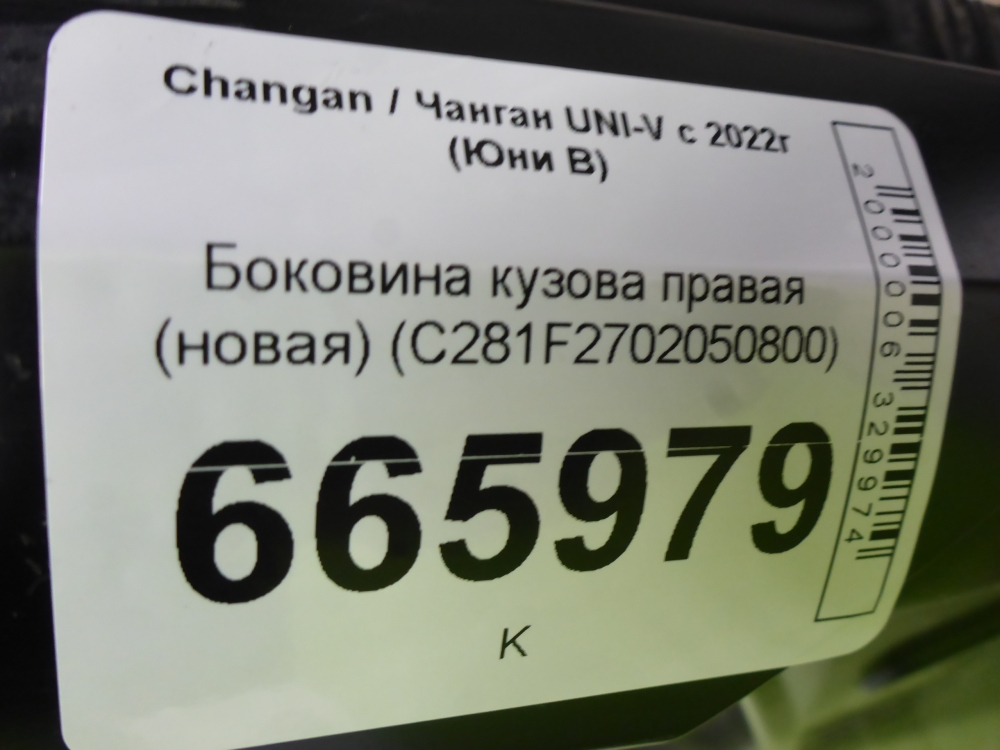 Changan / Чанган UNI-V с 2022г
(Юни В)
Боковина кузова правая
(новая) (C281F2702050800)
665979
К
2000006329974